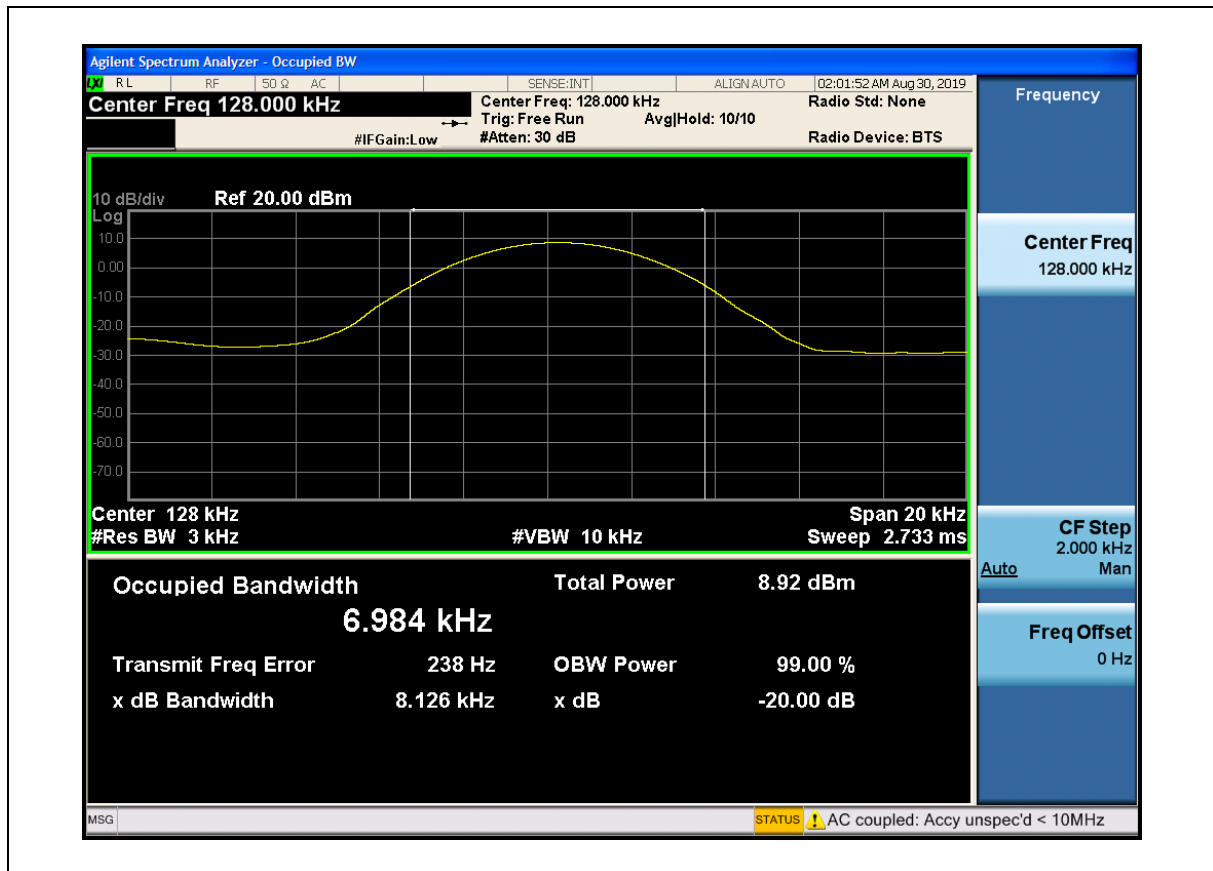 Agilent Spectrum Analyzer - Occupied BW
LXI RL RF 50 Ω AC SENSE:INT ALIGN AUTO 02:01:52 AM Aug 30, 2019
Center Freq 128.000 kHz
Center Freq: 128.000 kHz Radio Std: None
Trig: Free Run Avg|Hold: 10/10
#IFGain:Low #Atten: 30 dB Radio Device: BTS
Frequency
10 dB/div Ref 20.00 dBm
Log
10.0
0.00
-10.0
-20.0
-30.0
-40.0
-50.0
-60.0
-70.0
Center 128 kHz Span 20 kHz
#Res BW 3 kHz #VBW 10 kHz Sweep 2.733 ms
Center Freq
128.000 kHz
CF Step
2.000 kHz
Auto Man
Freq Offset
0 Hz
Occupied Bandwidth Total Power 8.92 dBm
6.984 kHz
Transmit Freq Error 238 Hz OBW Power 99.00 %
x dB Bandwidth 8.126 kHz x dB -20.00 dB
MSG STATUS AC coupled: Accy unspec'd < 10MHz